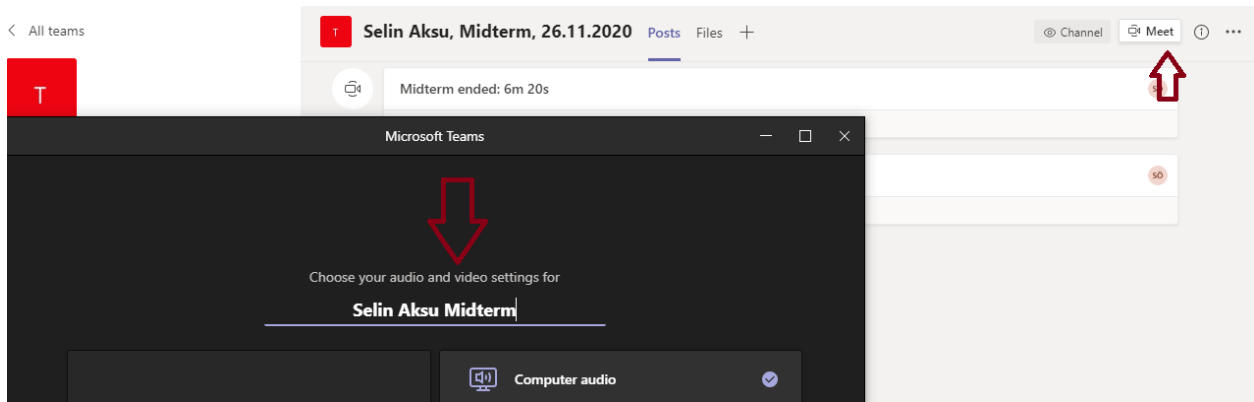 All teams
T
T Selin Aksu, Midterm, 26.11.2020 Posts Files
Channel Meet
Midterm ended: 6m 20s
Microsoft Teams
SÖ
Choose your audio and video settings for
Selin Aksu Midterm
Computer audio